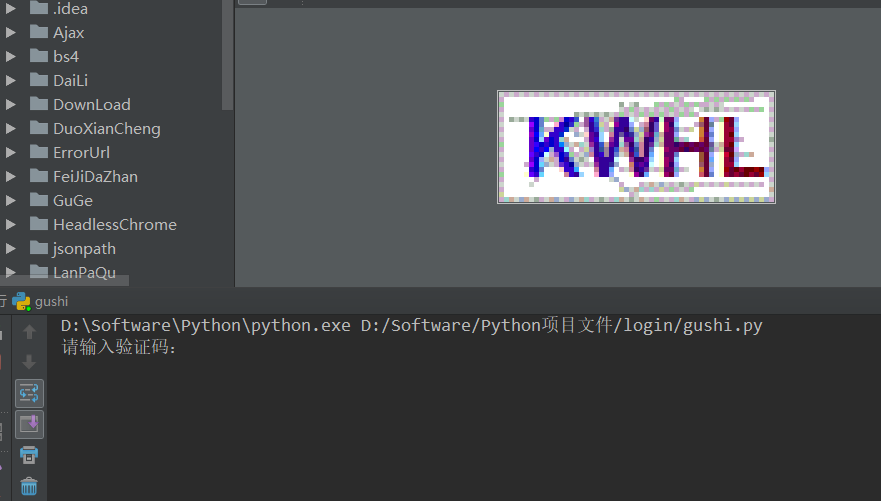 .idea
Ajax
bs4
DaiLi
DownLoad
DuoXianCheng
ErrorUrl
FeiJiDaZhan
GuGe
HeadlessChrome
jsonpath
LanPaQu
KWHL
行 gushi
D:\Software\Python\python.exe D:/Software/Python项目文件/login/gushi.py
请输入验证码: